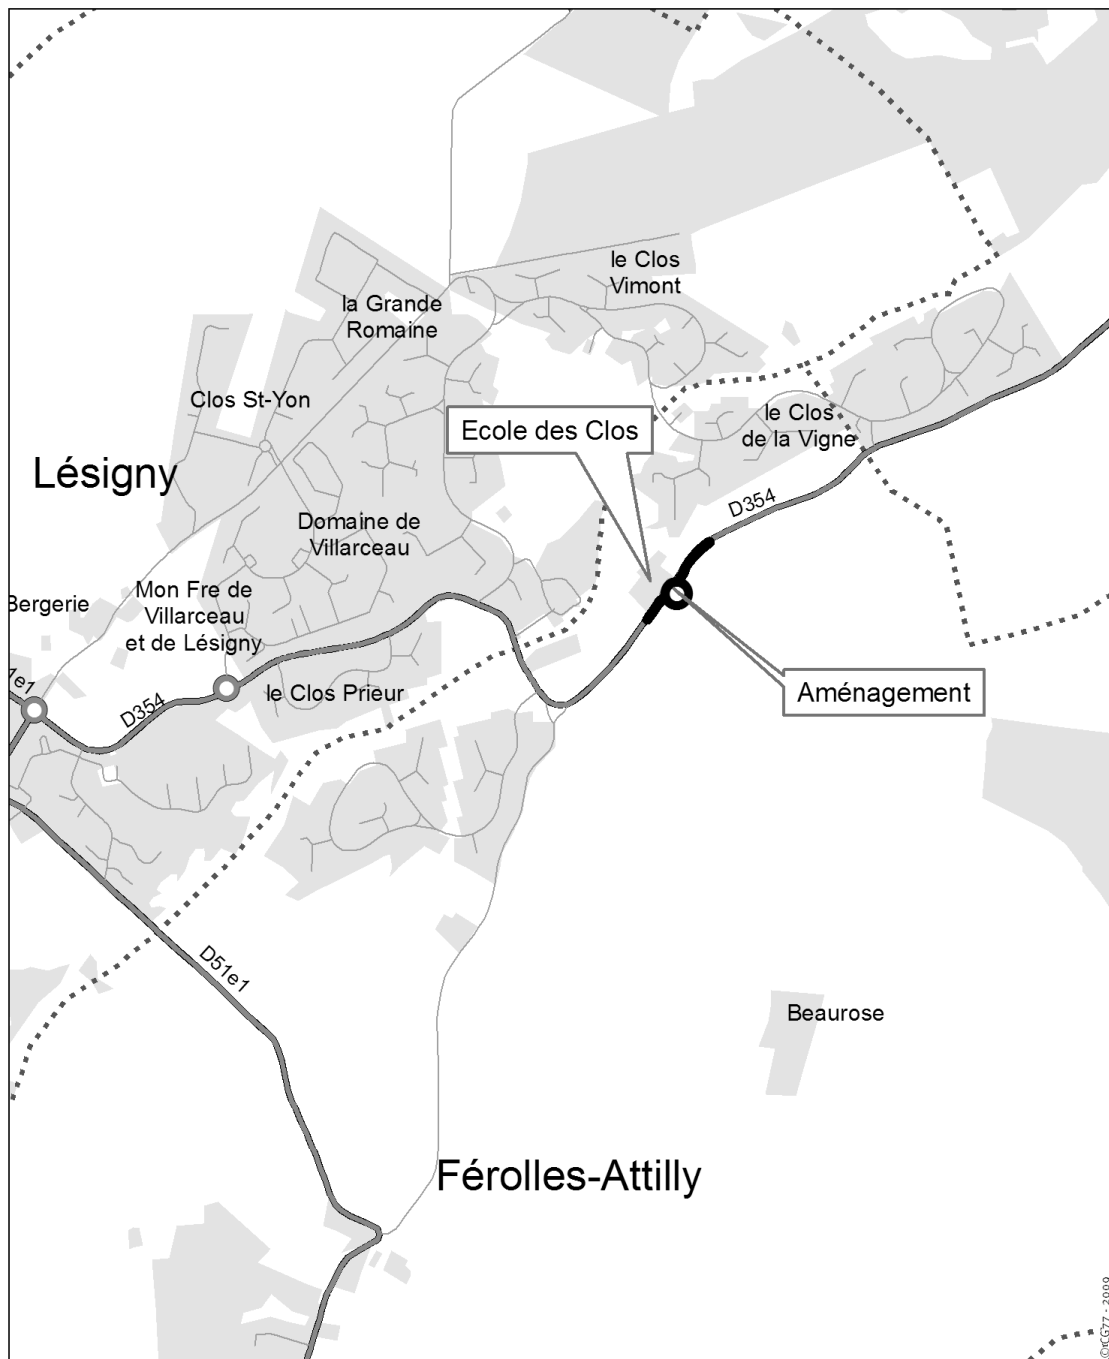 le Clos
Vimont
la Grande
Romaine
Clos St-Yon
le Clos
de la Vigne
Ecole des Clos
Lésigny
D354
Domaine de
Villarceau
Bergerie
Mon Fre de
Villarceau
et de Lésigny
1e1
D354
le Clos Prieur
Aménagement
D51e1
Beaurose
Férolles-Attilly
©CG77 - 2009